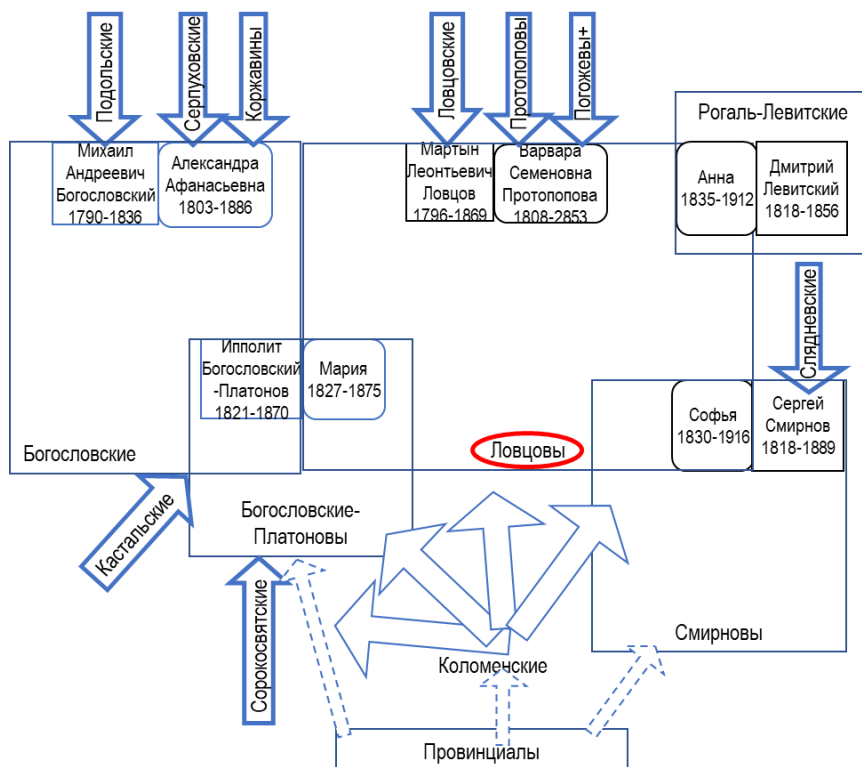 Подольские
Серпуховские
Коржавины
Ловцовские
Протопоповы
Погожевы+
Рогаль-Левитские
Михаил
Андреевич
Богословский
1790-1836
Александра
Афанасьевна
1803-1886
Мартын
Леонтьевич
Ловцов
1796-1869
Варвара
Семеновна
Протопопова
1808-2853
Анна
1835-1912
Дмитрий
Левитский
1818-1856
Слядневские
Ипполит
Богословский
-Платонов
1821-1870
Мария
1827-1875
Софья
1830-1916
Сергей
Смирнов
1818-1889
Богословские
Ловцовы
Кастальские
Богословские-
Платоновы
Сорокосвятские
Смирновы
Коломенские
Провинциалы